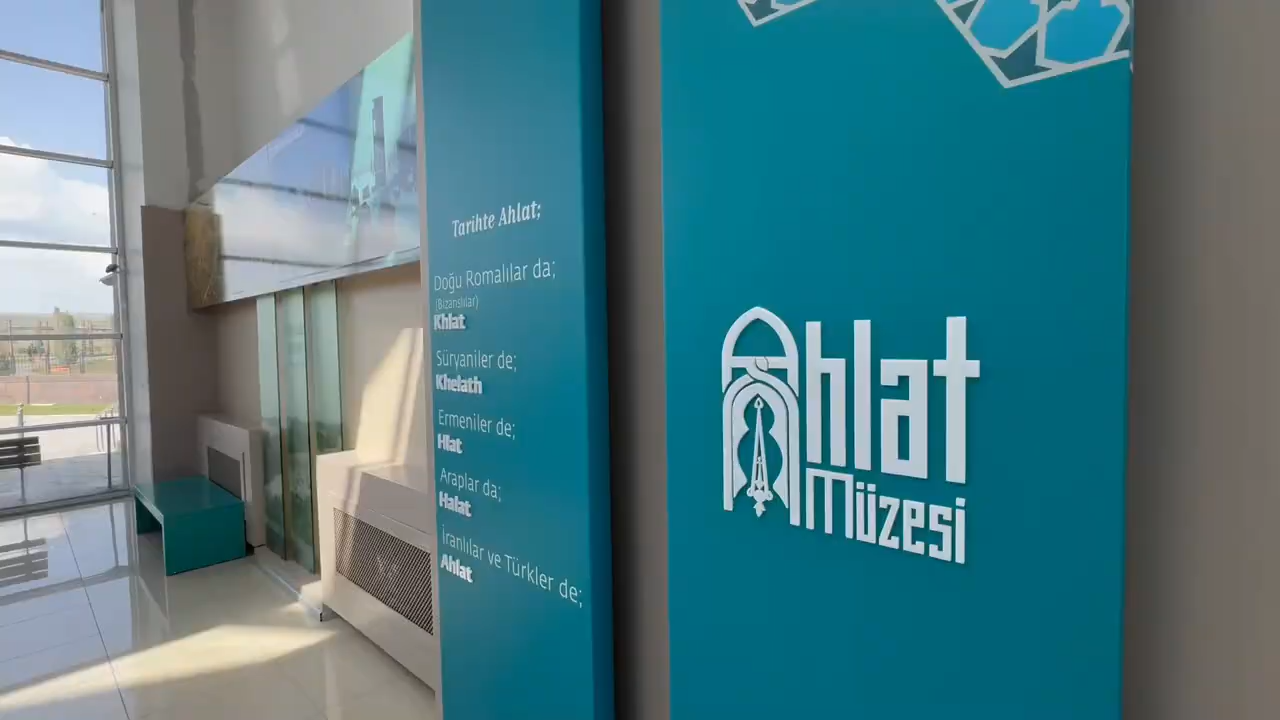 Tarihte Ahlat;
Doğu Romalılar da;
(Bizanslılar)
Khlat
Süryaniler de;
Khelath
Ermeniler de;
Hlat
Araplar da;
Halat
İranlılar ve Türkler de;
Ahlat
Ahlat
Müzesi